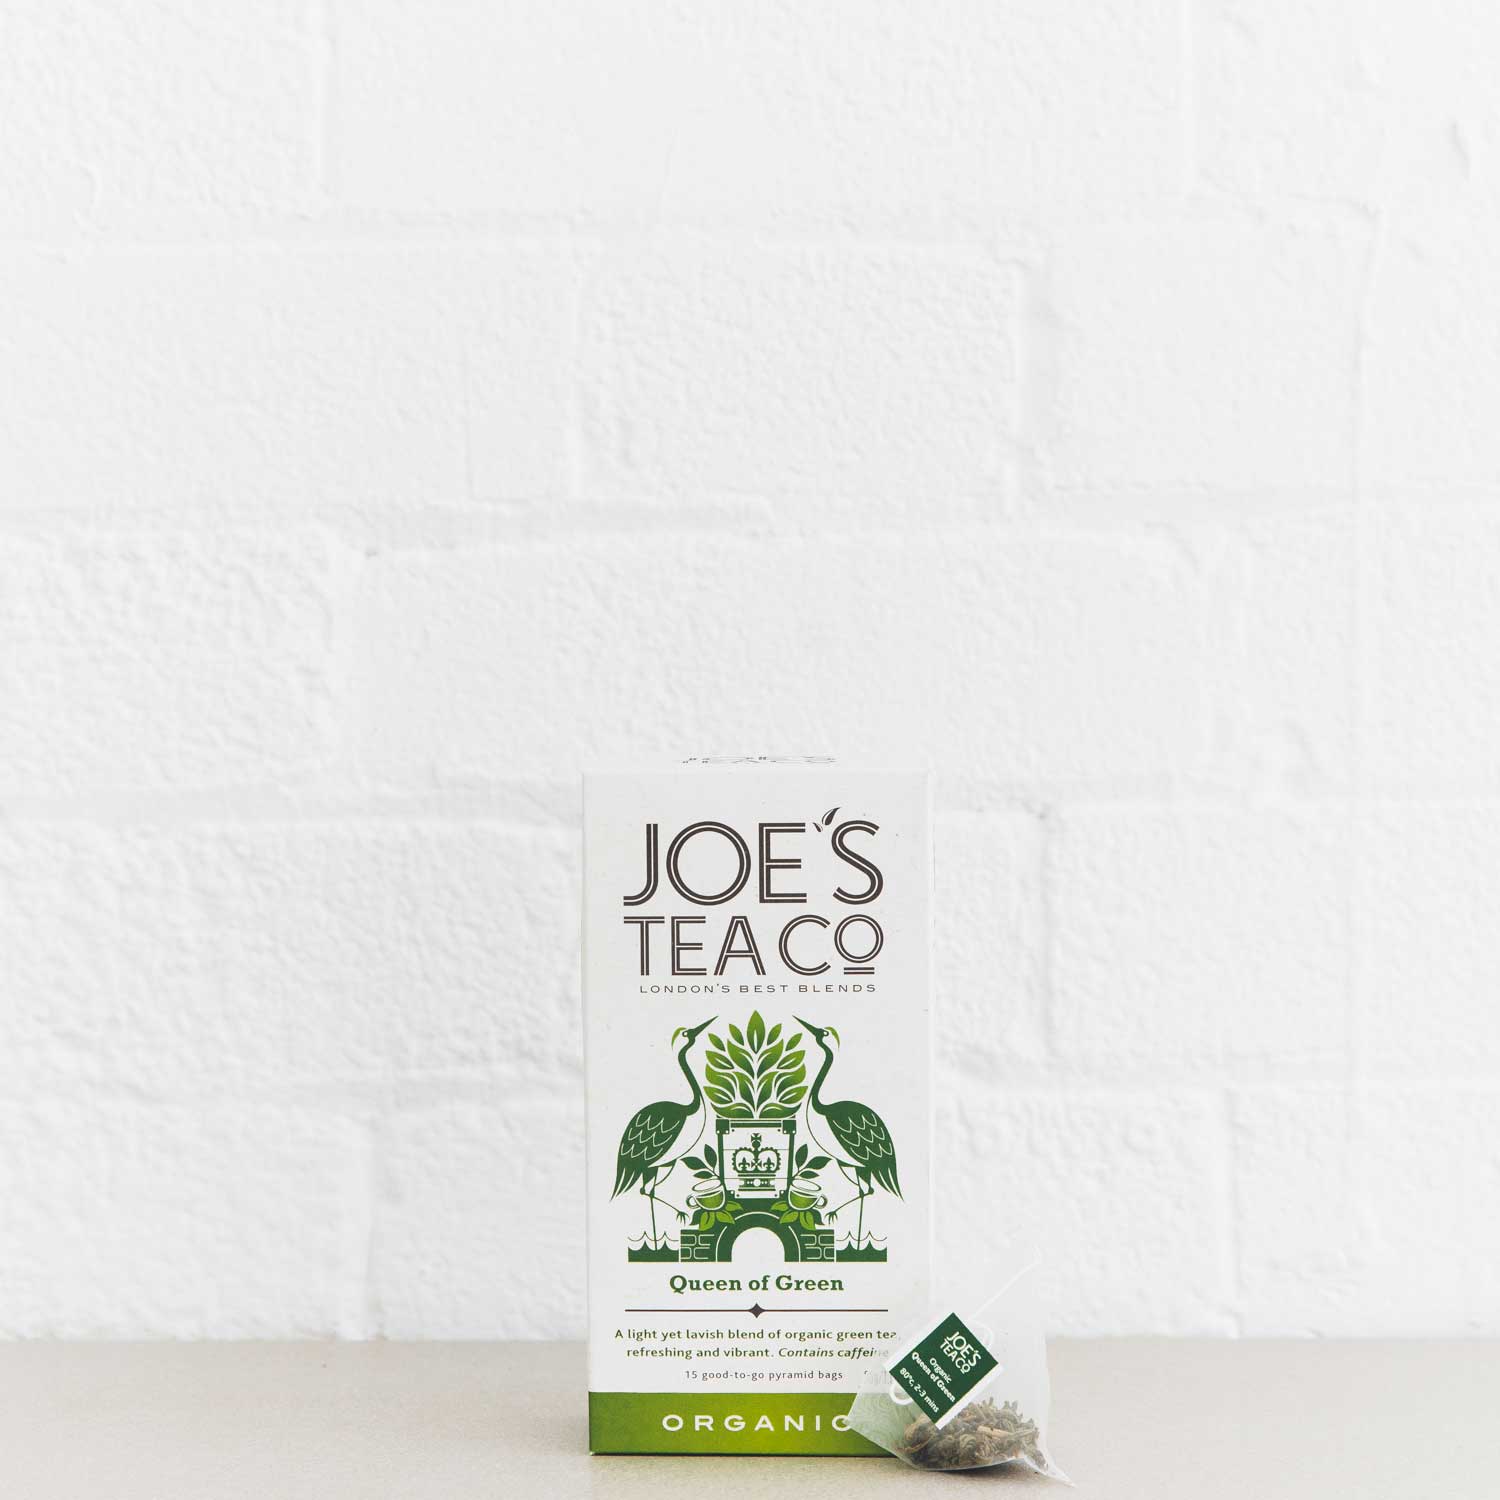 JOE'S
TEA Co
LONDON'S BEST BLENDS
Queen of Green
A light yet lavish blend of organic green tea,
refreshing and vibrant. Contains caffeine
15 good-to-go pyramid bags
ORGANIC
JOE'S
TEA Co
Organic
Queen of Green
80°c, 2-3 mins